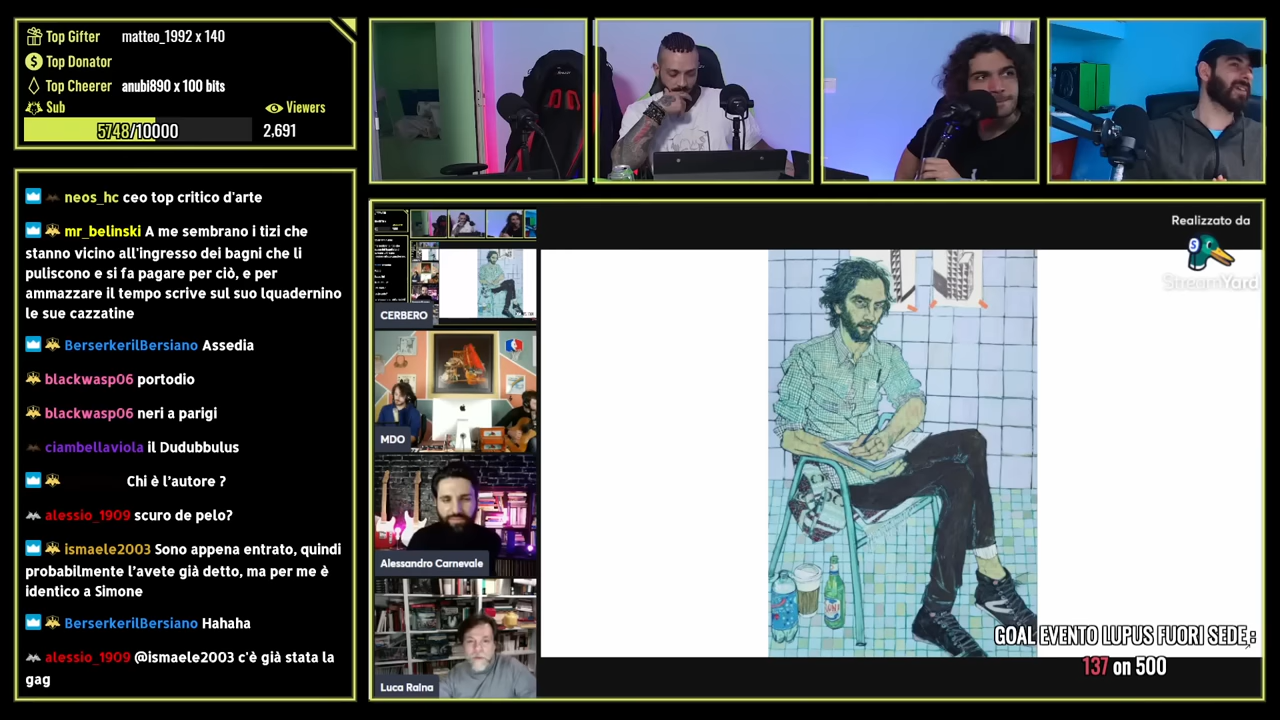 Top Gifter matteo_1992 x 140
Top Donator
Top Cheerer anubi890 x 100 bits
Sub
Viewers
5748/10000
2,691
neos_hc ceo top critico d'arte
mr_belinski A me sembrano i tizi che
stanno vicino all'ingresso dei bagni che li
puliscono e si fa pagare per ciò, e per
ammazzare il tempo scrive sul suo lquadernino
le sue cazzatine
BerserkerilBersiano Assedia
blackwasp06 portodio
blackwasp06 neri a parigi
ciambellaviola il Dudubbulus
Chi è l'autore ?
alessio_1909 scuro de pelo?
ismaele2003 Sono appena entrato, quindi
probabilmente l'avete già detto, ma per me è
identico a Simone
BerserkerilBersiano Hahaha
alessio_1909 @ismaele2003 c'è già stata la
gag
CERBERO
MDO
Alessandro Carnevale
Luca Raina
Realizzato da
StreamYard
GOAL EVENTO LUPUS FUORI SEDE :
137 on 500